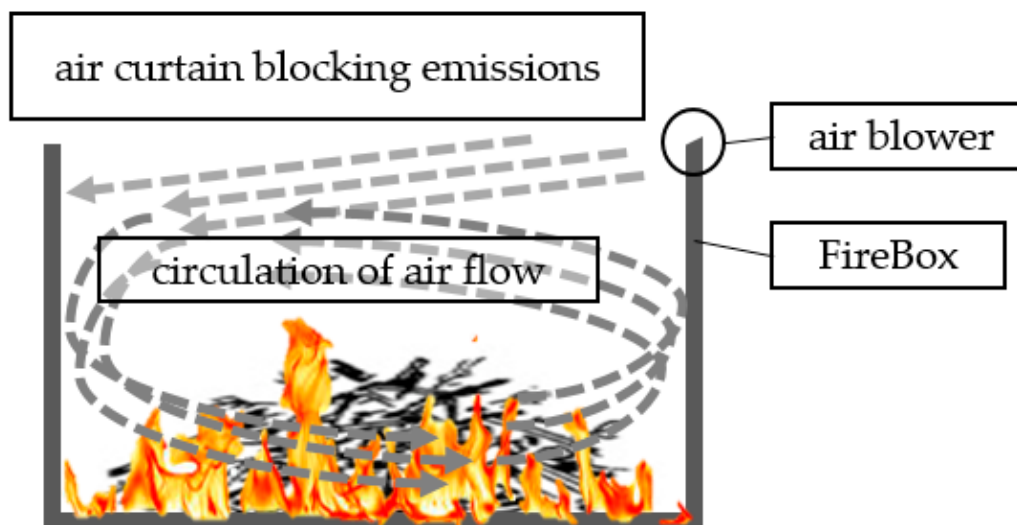 air curtain blocking emissions
air blower
FireBox
circulation of air flow